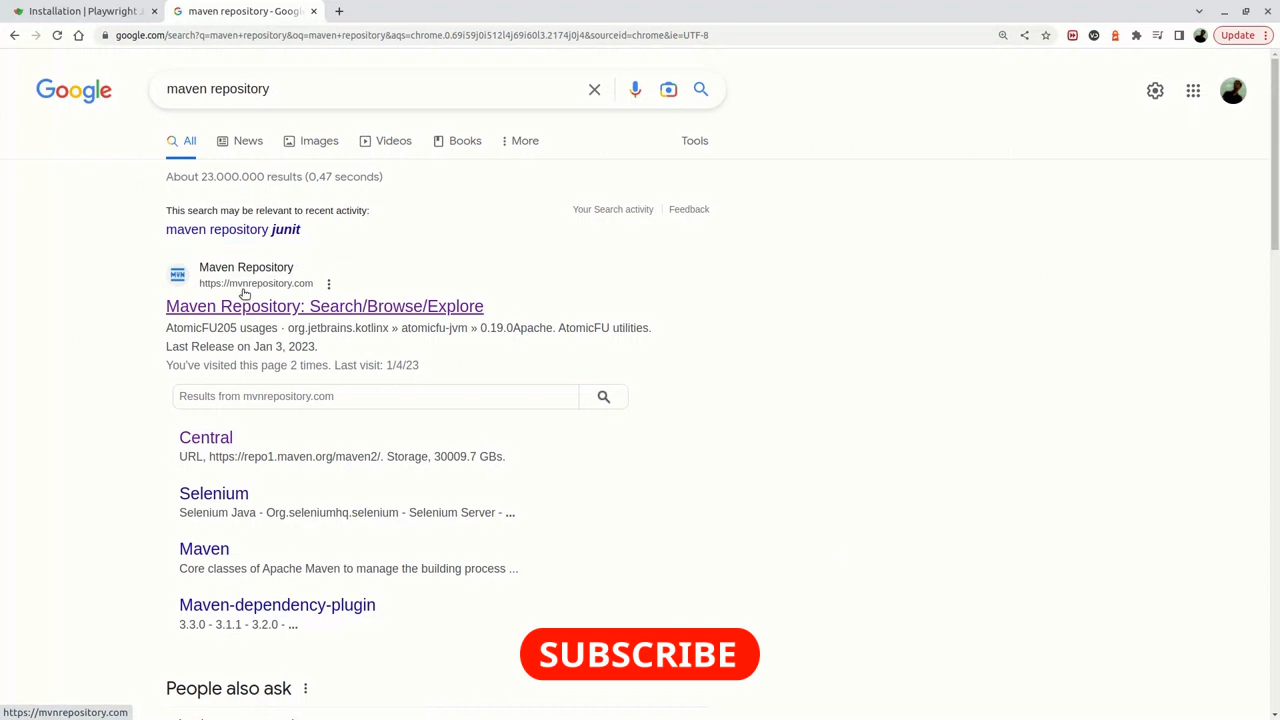 Installation | Playwright J
maven repository - Goog
google.com/search?q=maven+repository&oq=maven+repository&aqs=chrome.0.69i59j0i512l4j69i60l3.2174j0j4&sourceid=chrome&ie=UTF-8
Update
Google
maven repository
All
News
Images
Videos
Books
More
Tools
About 23.000.000 results (0,47 seconds)
This search may be relevant to recent activity:
Your Search activity
Feedback
maven repository junit
MVN
Maven Repository
https://mvnrepository.com
Maven Repository: Search/Browse/Explore
AtomicFU205 usages · org.jetbrains.kotlinx » atomicfu-jvm » 0.19.0Apache. AtomicFU utilities.
Last Release on Jan 3, 2023.
You've visited this page 2 times. Last visit: 1/4/23
Results from mvnrepository.com
Central
URL, https://repo1.maven.org/maven2/. Storage, 30009.7 GBs.
Selenium
Selenium Java - Org.seleniumhq.selenium - Selenium Server - ...
Maven
Core classes of Apache Maven to manage the building process ...
Maven-dependency-plugin
3.3.0 - 3.1.1 - 3.2.0 - ...
SUBSCRIBE
People also ask
https://mvnrepository.com